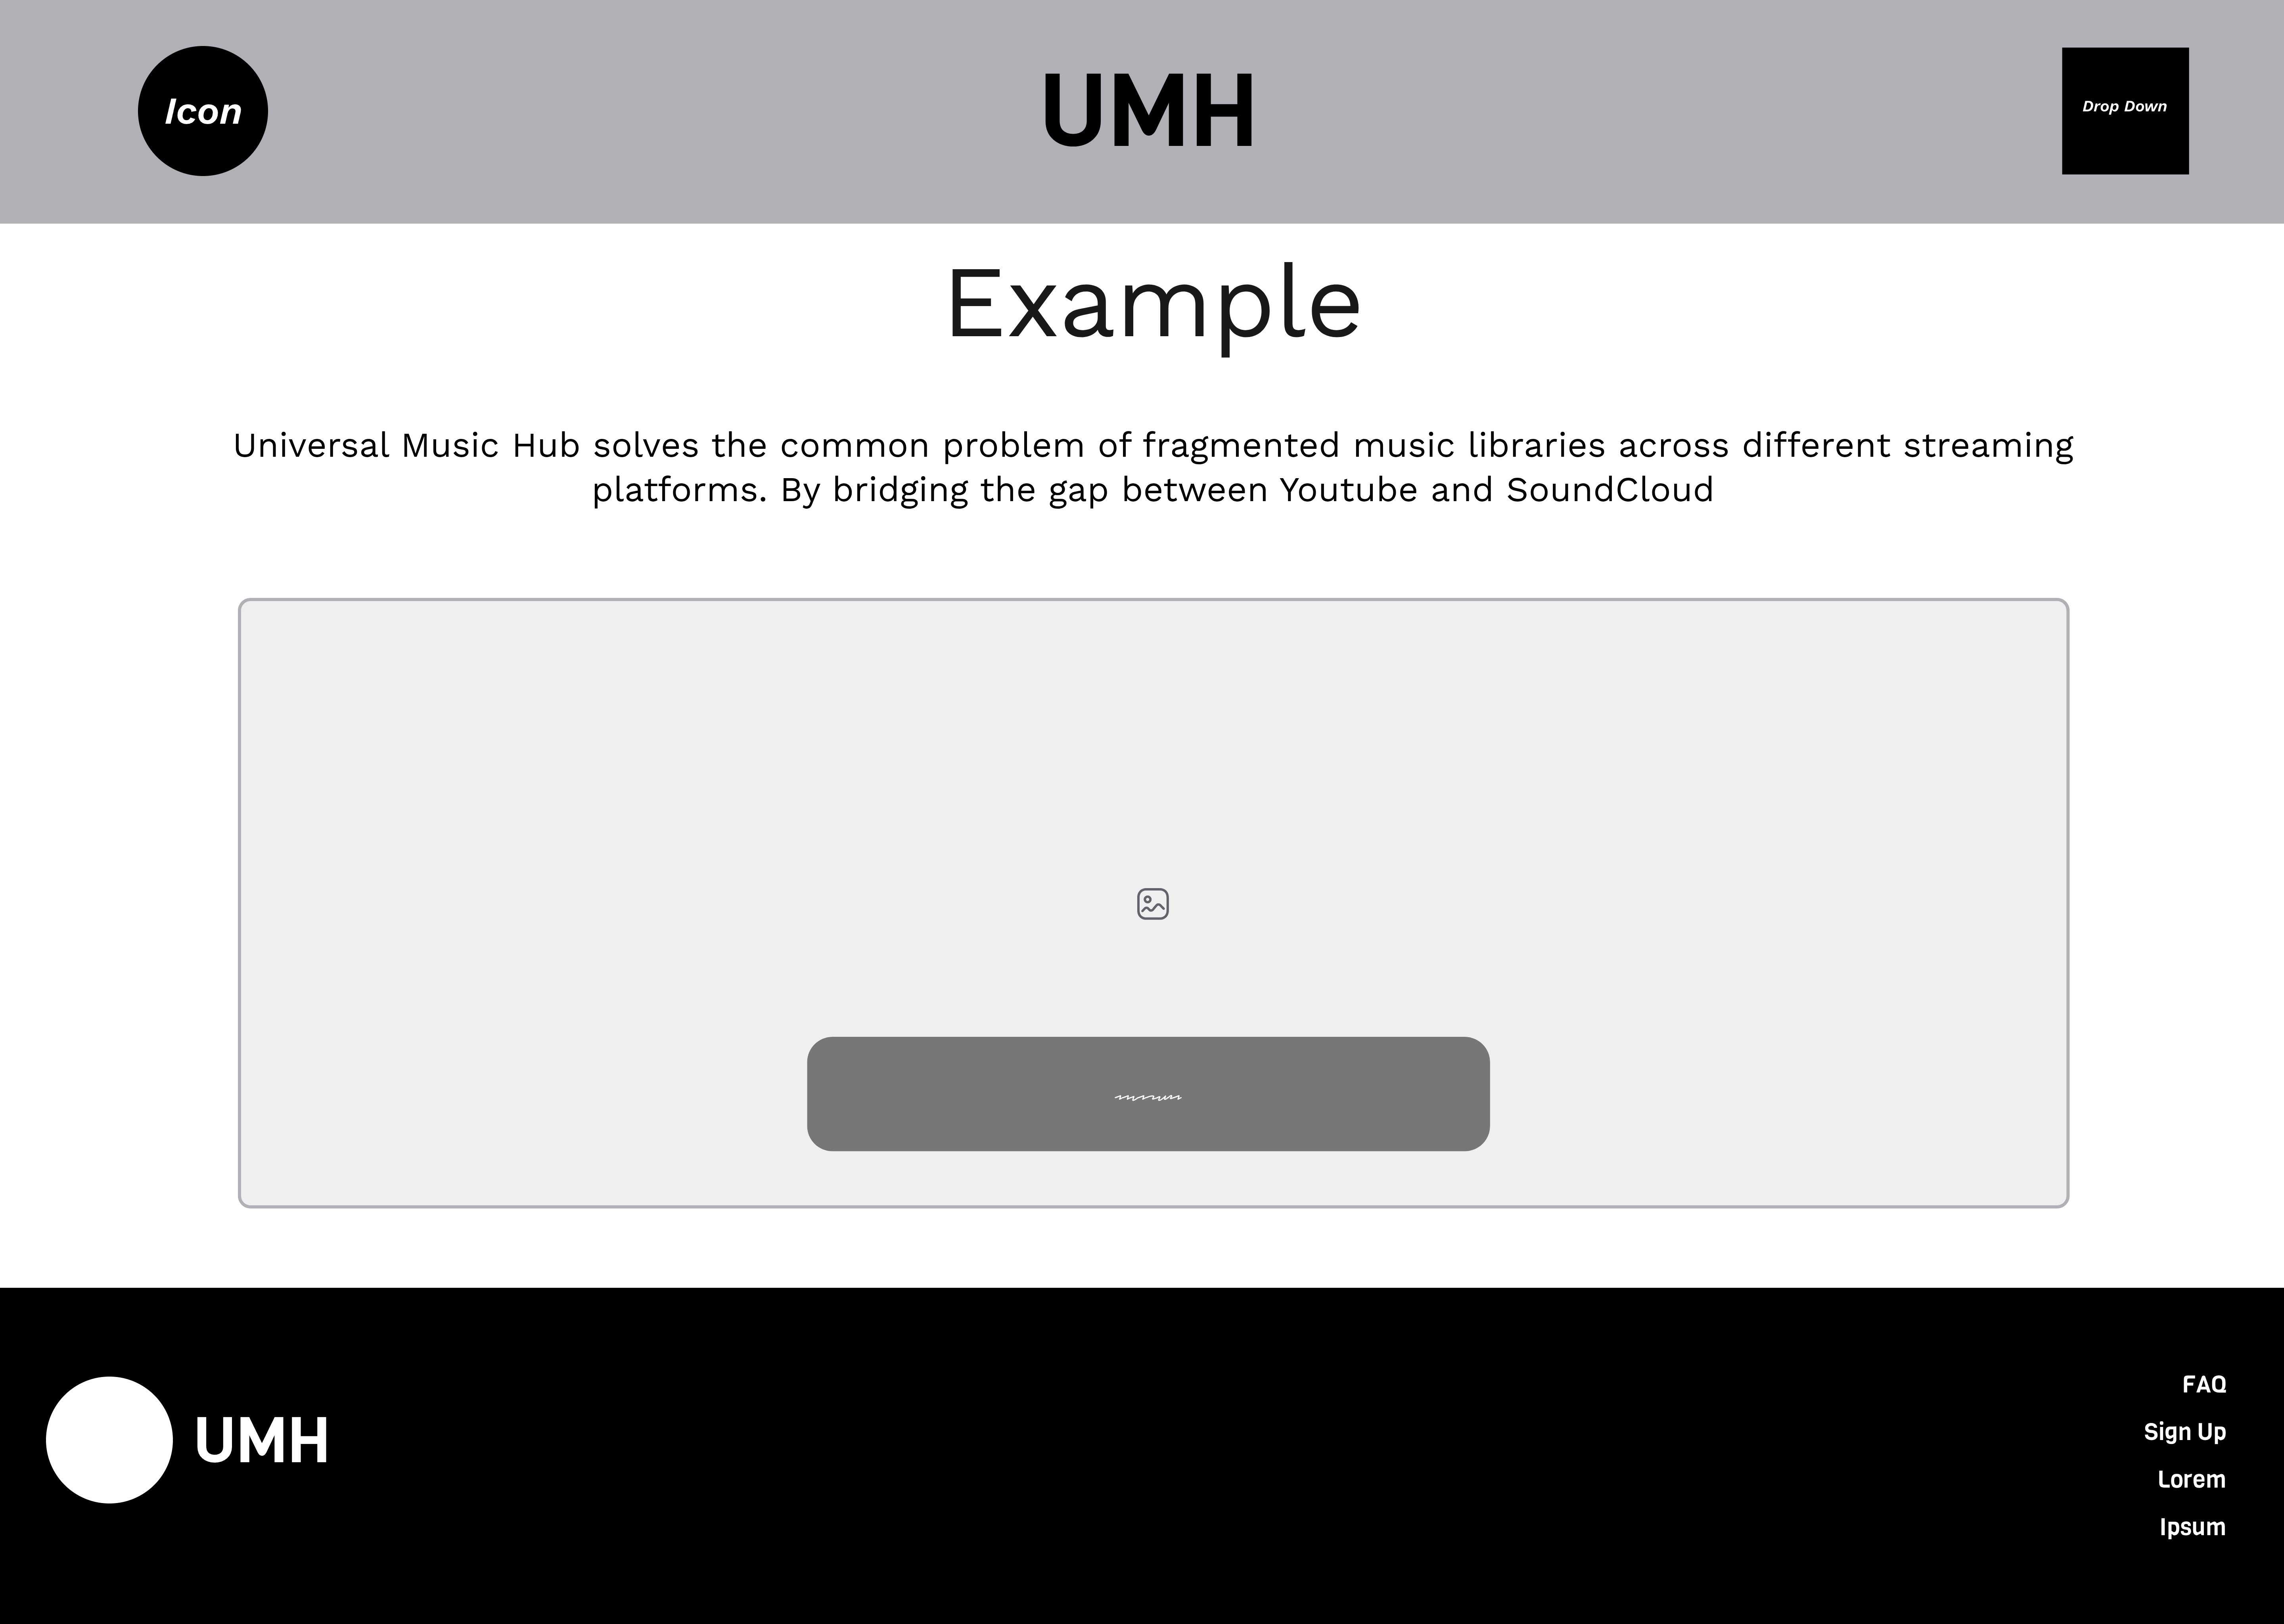 Icon
UMH
Drop Down
Example
Universal Music Hub solves the common problem of fragmented music libraries across different streaming
platforms. By bridging the gap between Youtube and SoundCloud
UMH
FAQ
Sign Up
Lorem
Ipsum